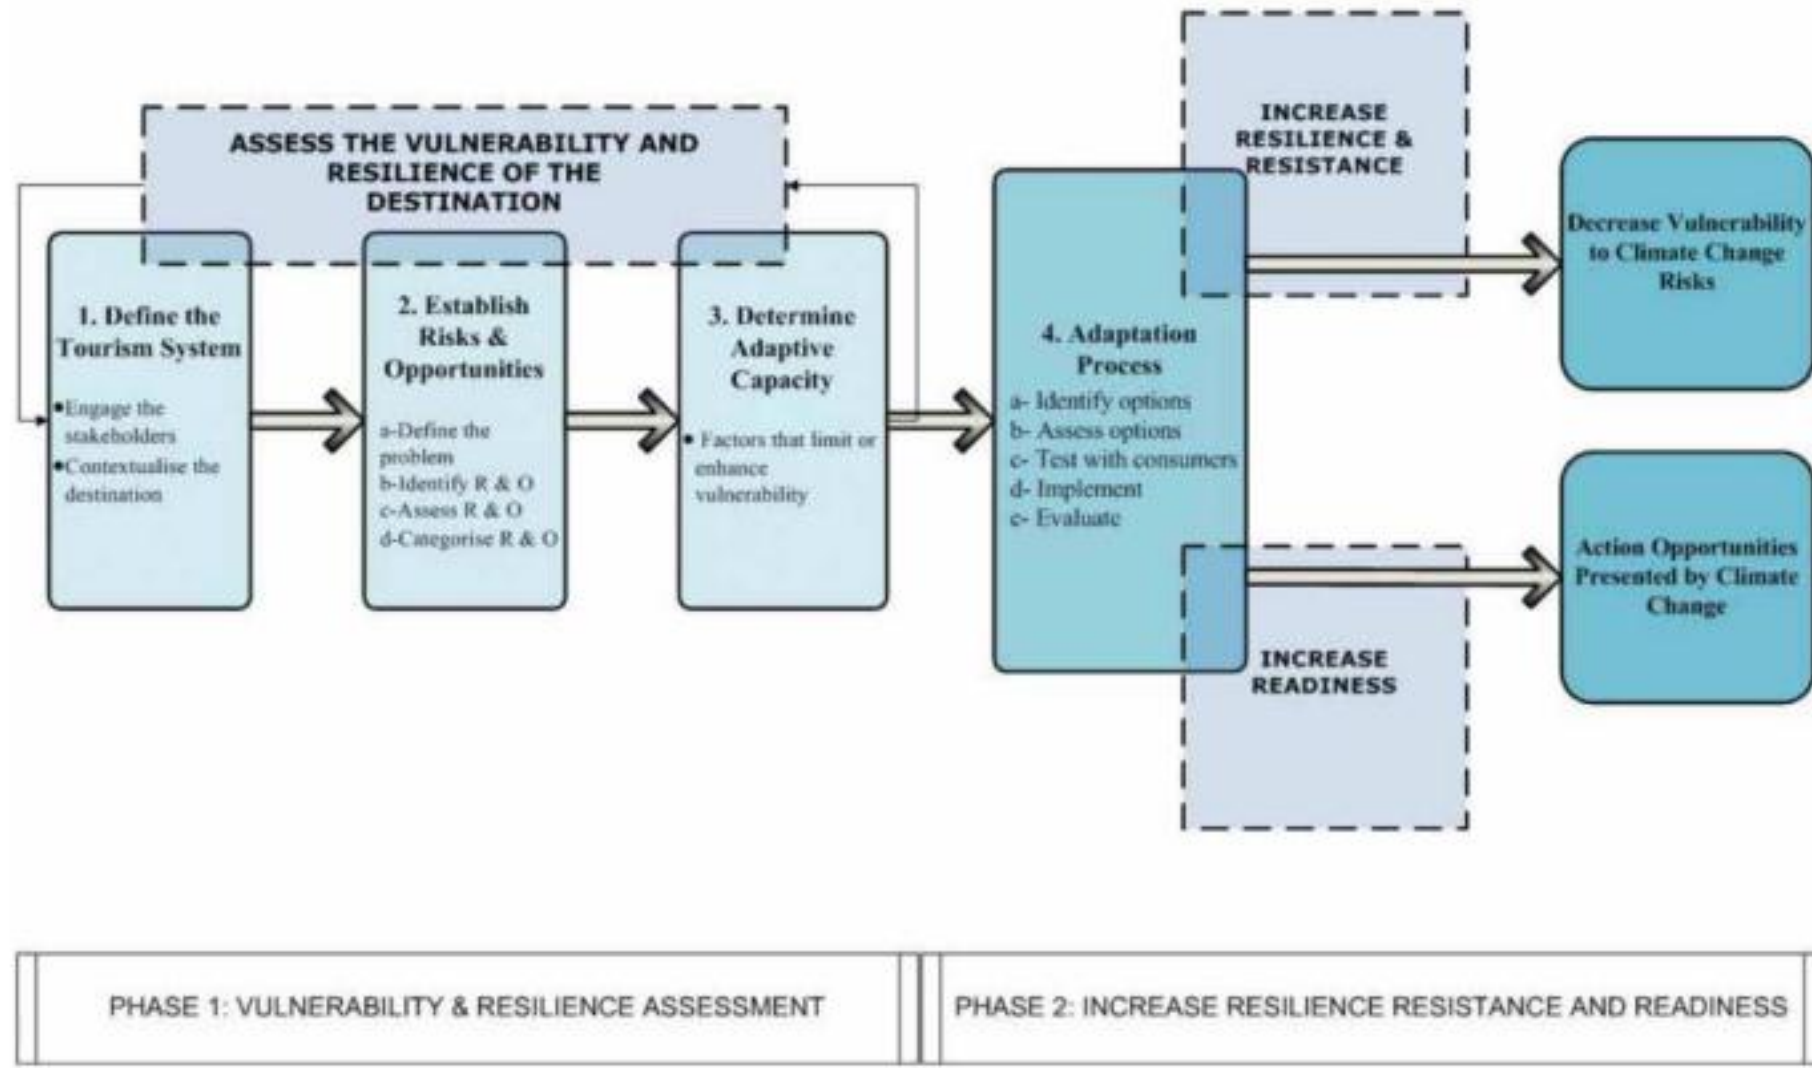 ASSESS THE VULNERABILITY AND
RESILIENCE OF THE
DESTINATION
1. Define the
Tourism System
•Engage the
stakeholders
•Contextualise the
destination
2. Establish
Risks &
Opportunities
a-Define the
problem
b-Identify R & O
c-Assess R & O
d-Categorise R & O
3. Determine
Adaptive
Capacity
• Factors that limit or
enhance
vulnerability
4. Adaptation
Process
a- Identify options
b- Assess options
c- Test with consumers
d- Implement
e- Evaluate
INCREASE
RESILIENCE &
RESISTANCE
INCREASE
READINESS
Decrease Vulnerability
to Climate Change
Risks
Action Opportunities
Presented by Climate
Change
PHASE 1: VULNERABILITY & RESILIENCE ASSESSMENT
PHASE 2: INCREASE RESILIENCE RESISTANCE AND READINESS